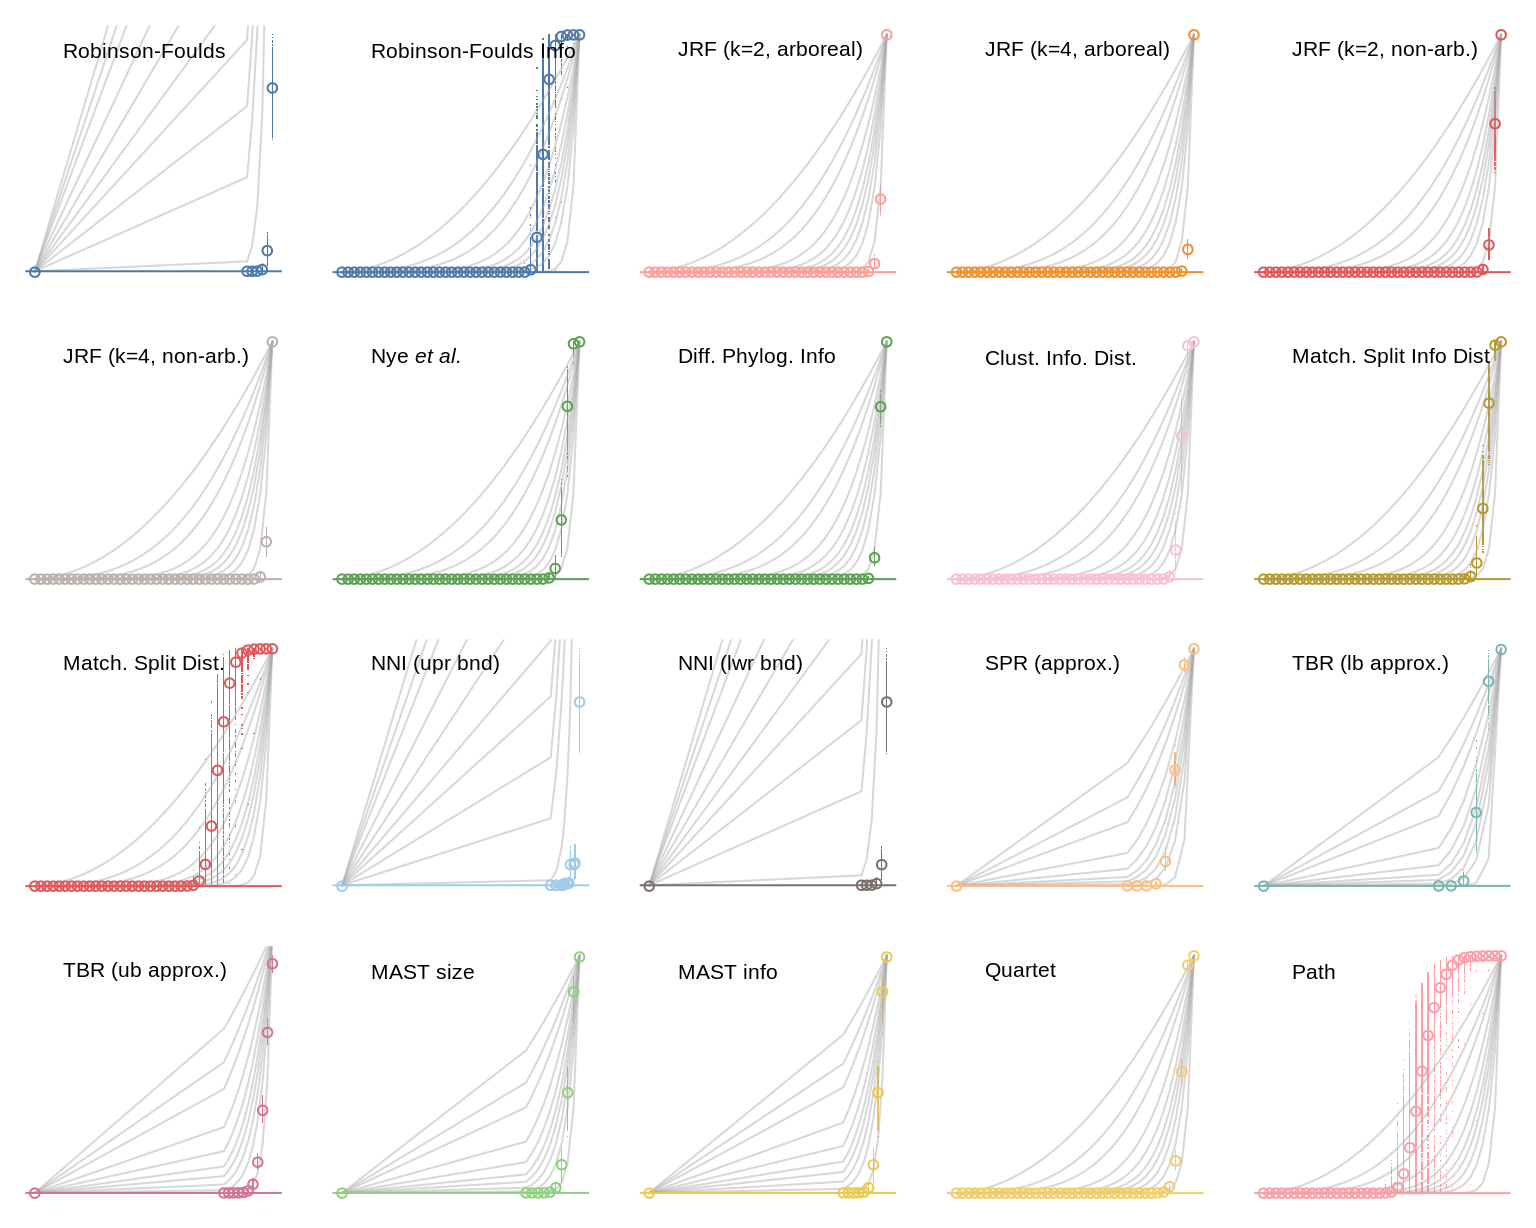 Robinson-Foulds
Robinson-Foulds Info
JRF (k=2, arboreal)
JRF (k=4, arboreal)
JRF (k=2, non-arb.)
JRF (k=4, non-arb.)
Nye et al.
Diff. Phylog. Info
Clust. Info. Dist.
Match. Split Info Dist
Match. Split Dist.
NNI (upr bnd)
NNI (lwr bnd)
SPR (approx.)
TBR (lb approx.)
TBR (ub approx.)
MAST size
MAST info
Quartet
Path